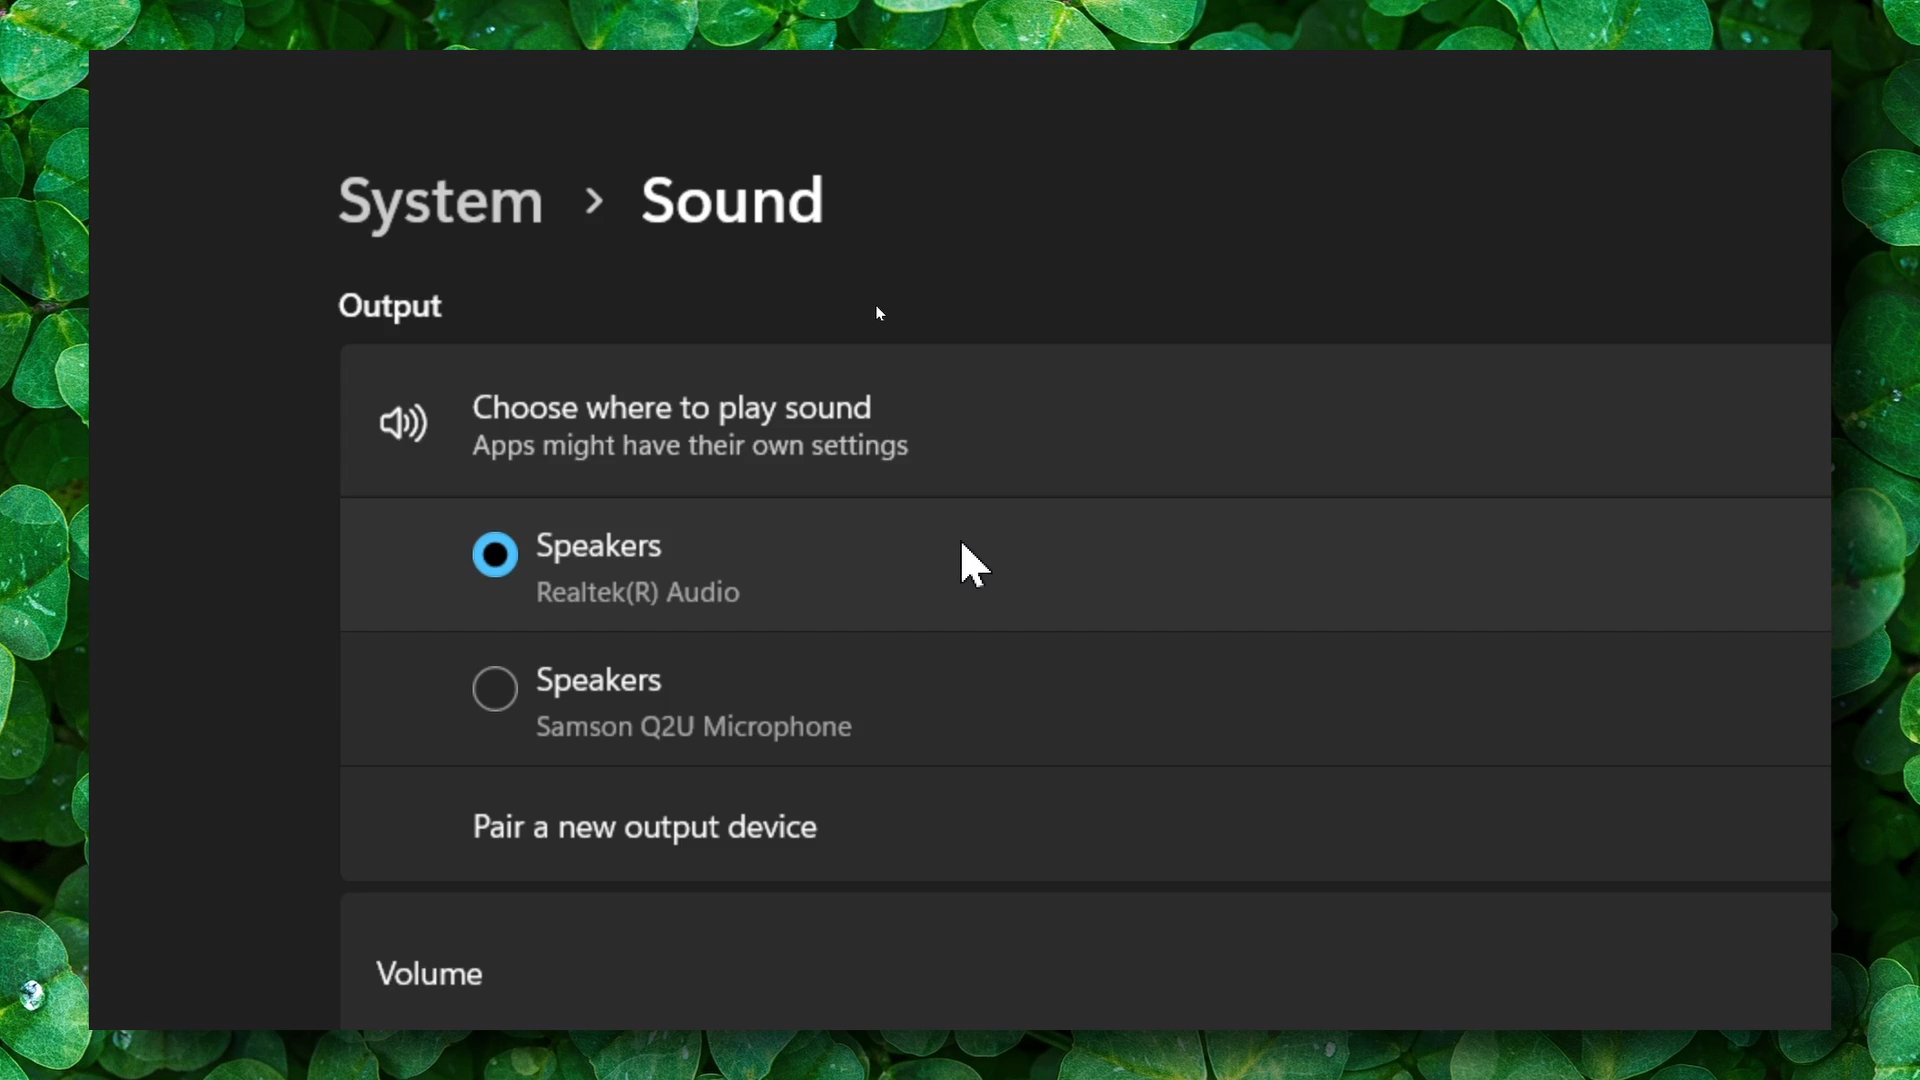 System > Sound
Output
Choose where to play sound
Apps might have their own settings
Speakers
Realtek(R) Audio
Speakers
Samson Q2U Microphone
Pair a new output device
Volume